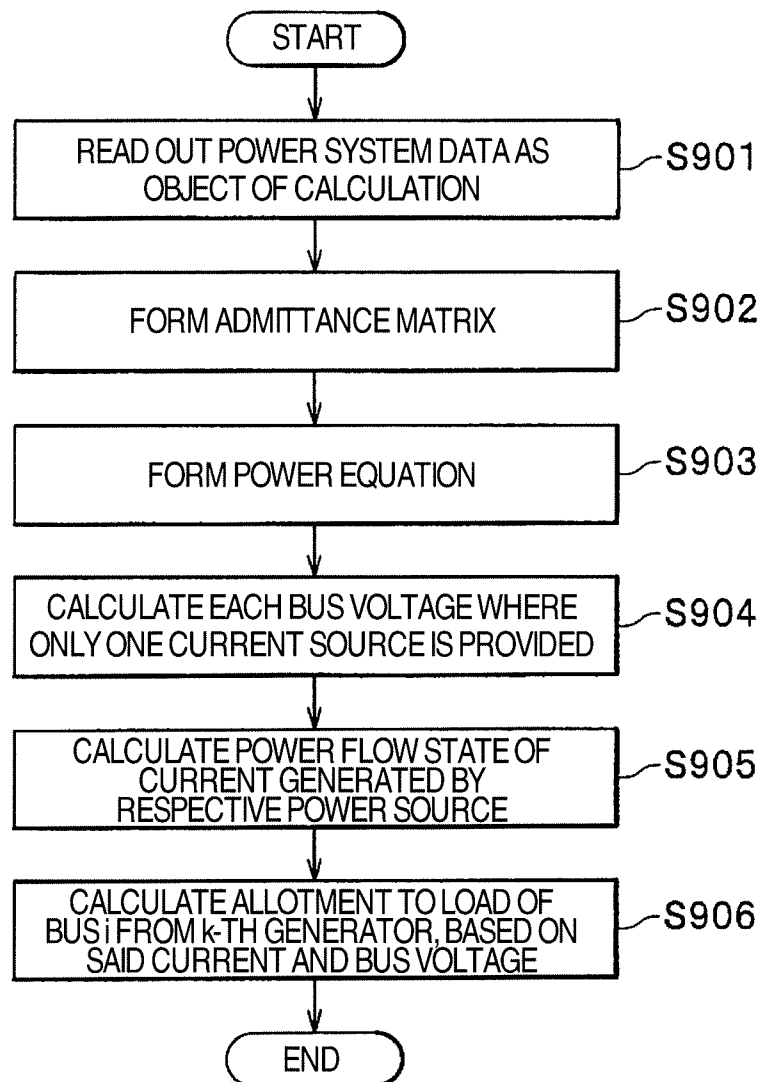 START
READ OUT POWER SYSTEM DATA AS
OBJECT OF CALCULATION
S901
FORM ADMITTANCE MATRIX
S902
FORM POWER EQUATION
S903
CALCULATE EACH BUS VOLTAGE WHERE
ONLY ONE CURRENT SOURCE IS PROVIDED
S904
CALCULATE POWER FLOW STATE OF
CURRENT GENERATED BY
RESPECTIVE POWER SOURCE
S905
CALCULATE ALLOTMENT TO LOAD OF
BUS i FROM k-TH GENERATOR, BASED ON
SAID CURRENT AND BUS VOLTAGE
S906
END